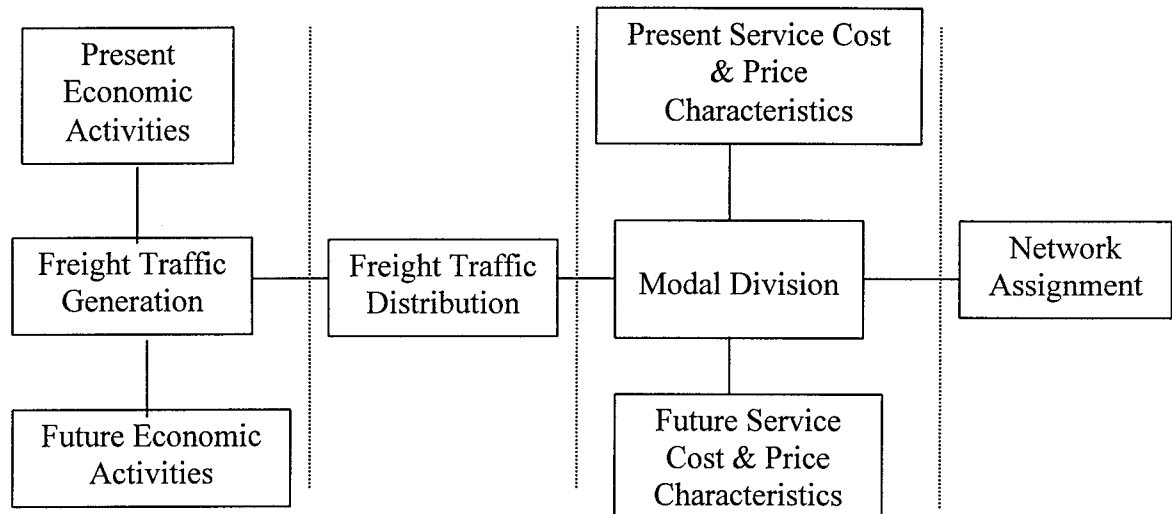 Present
Economic
Activities
Freight Traffic
Generation
Future Economic
Activities
Freight Traffic
Distribution
Present Service Cost
& Price
Characteristics
Modal Division
Future Service
Cost & Price
Characteristics
Network
Assignment